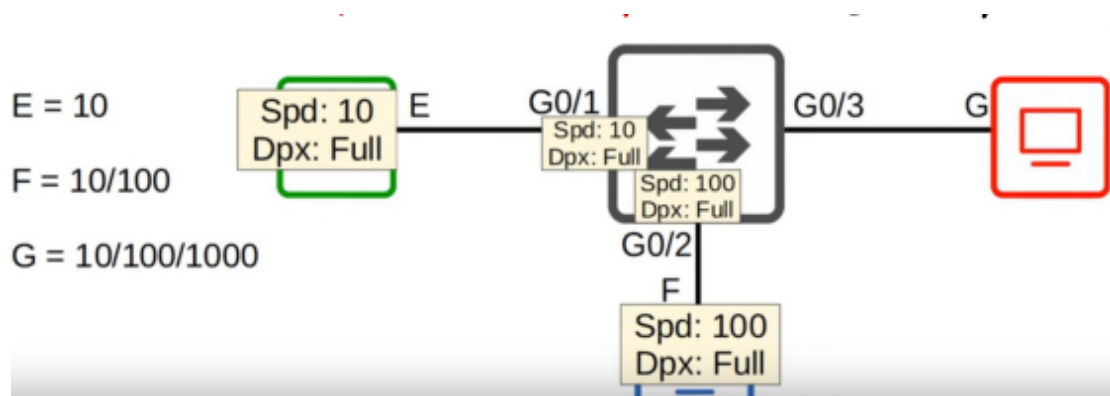 E = 10
F = 10/100
G = 10/100/1000
Spd: 10
Dpx: Full
E
G0/1
Spd: 10
Dpx: Full
Spd: 100
Dpx: Full
G0/3
G
G0/2
F
Spd: 100
Dpx: Full